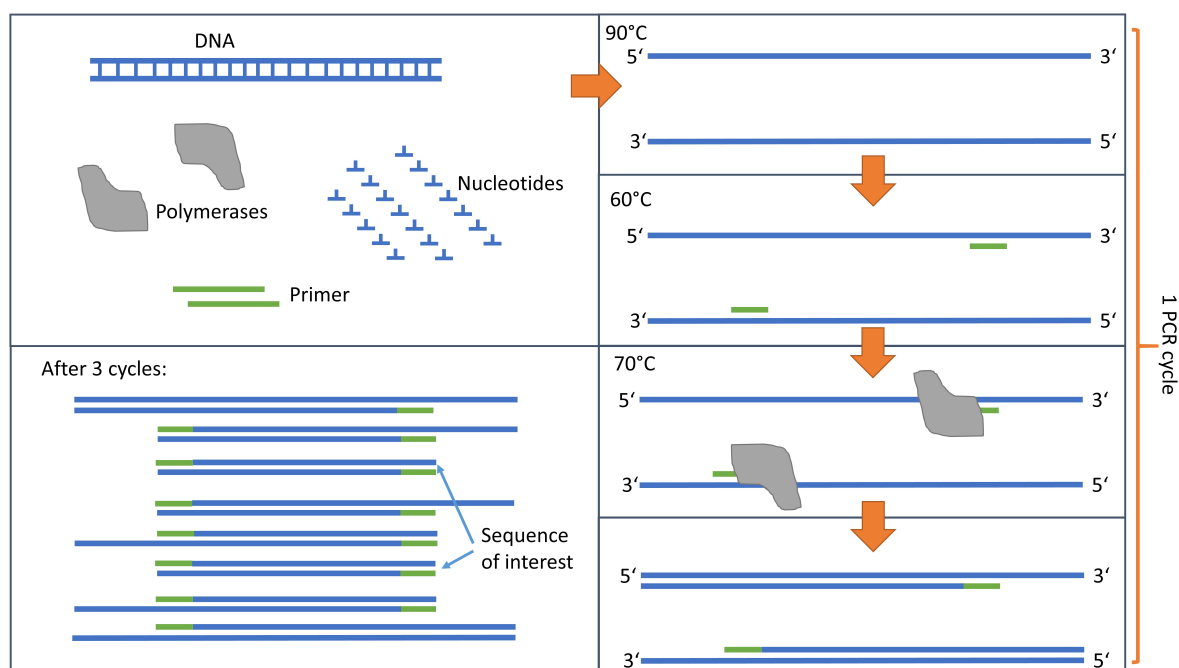 DNA
Polymerases
Nucleotides
Primer
90°C
5‘ 3‘
3‘ 5‘
60°C
5‘ 3‘
3‘ 5‘
70°C
5‘ 3‘
3‘ 5‘
5‘ 3‘
3‘ 5‘
1 PCR cycle
After 3 cycles:
Sequence
of interest